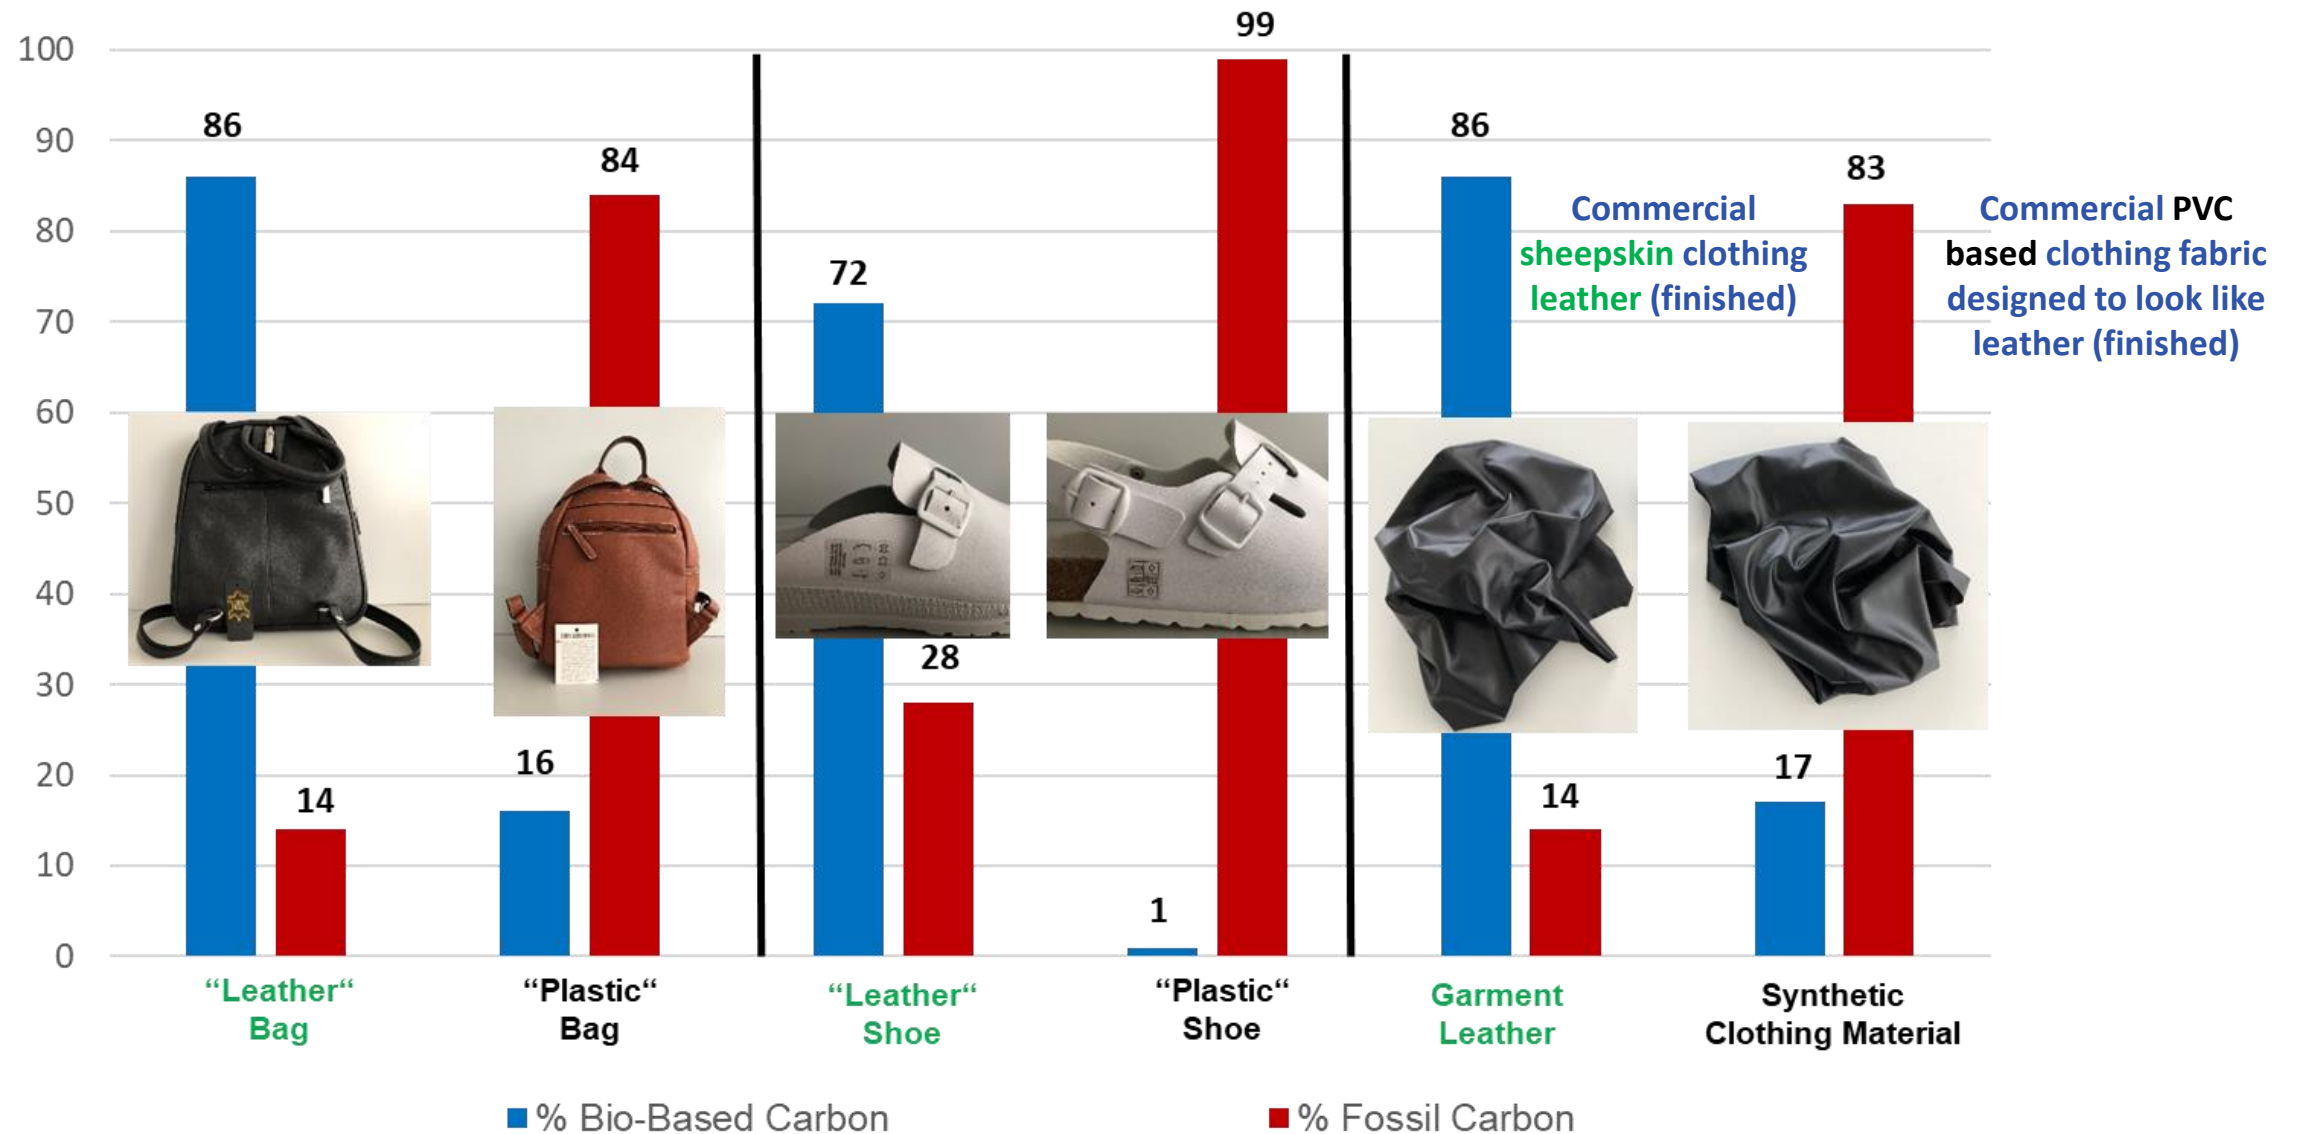 100
90
80
70
60
50
40
30
20
10
0
86
14
16
84
72
28
1
99
86
14
17
83
Commercial
sheepskin clothing
leather (finished)
Commercial PVC
based clothing fabric
designed to look like
leather (finished)
“Leather“
Bag
“Plastic“
Bag
“Leather“
Shoe
“Plastic“
Shoe
Garment
Leather
Synthetic
Clothing Material
% Bio-Based Carbon
% Fossil Carbon